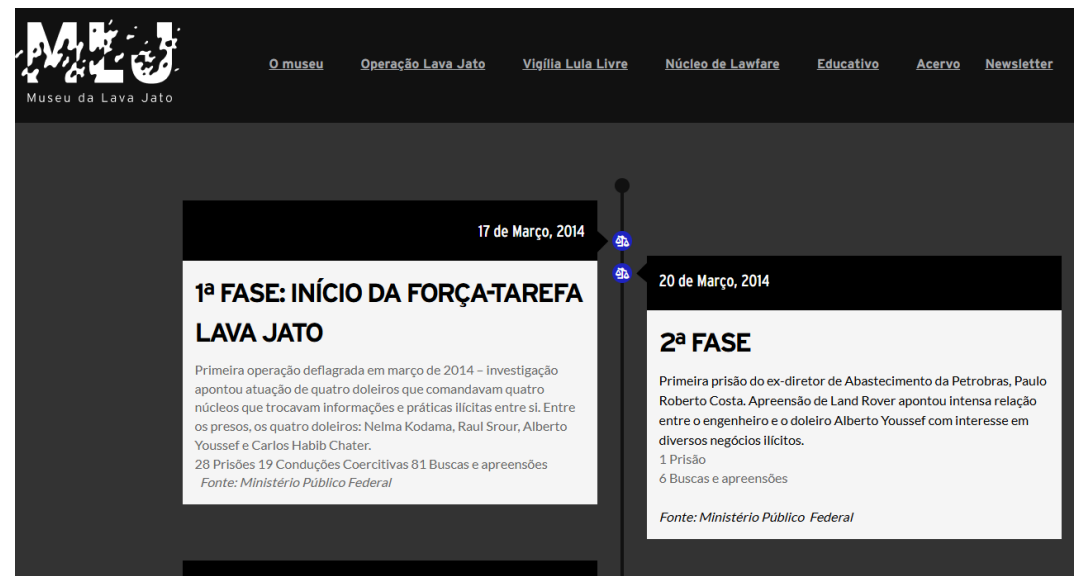 MLJ
Museu da Lava Jato
O museu
Operação Lava Jato
Vigília Lula Livre
Núcleo de Lawfare
Educativo
Acervo
Newsletter
17 de Março, 2014
1ª FASE: INÍCIO DA FORÇA-TAREFA
LAVA JATO
Primeira operação deflagrada em março de 2014 – investigação
apontou atuação de quatro doleiros que comandavam quatro
núcleos que trocavam informações e práticas ilícitas entre si. Entre
os presos, os quatro doleiros: Nelma Kodama, Raul Srour, Alberto
Youssef e Carlos Habib Chater.
28 Prisões 19 Conduções Coercitivas 81 Buscas e apreensões
Fonte: Ministério Público Federal
20 de Março, 2014
2ª FASE
Primeira prisão do ex-diretor de Abastecimento da Petrobras, Paulo
Roberto Costa. Apreensão de Land Rover apontou intensa relação
entre o engenheiro e o doleiro Alberto Youssef com interesse em
diversos negócios ilícitos.
1 Prisão
6 Buscas e apreensões
Fonte: Ministério Público Federal